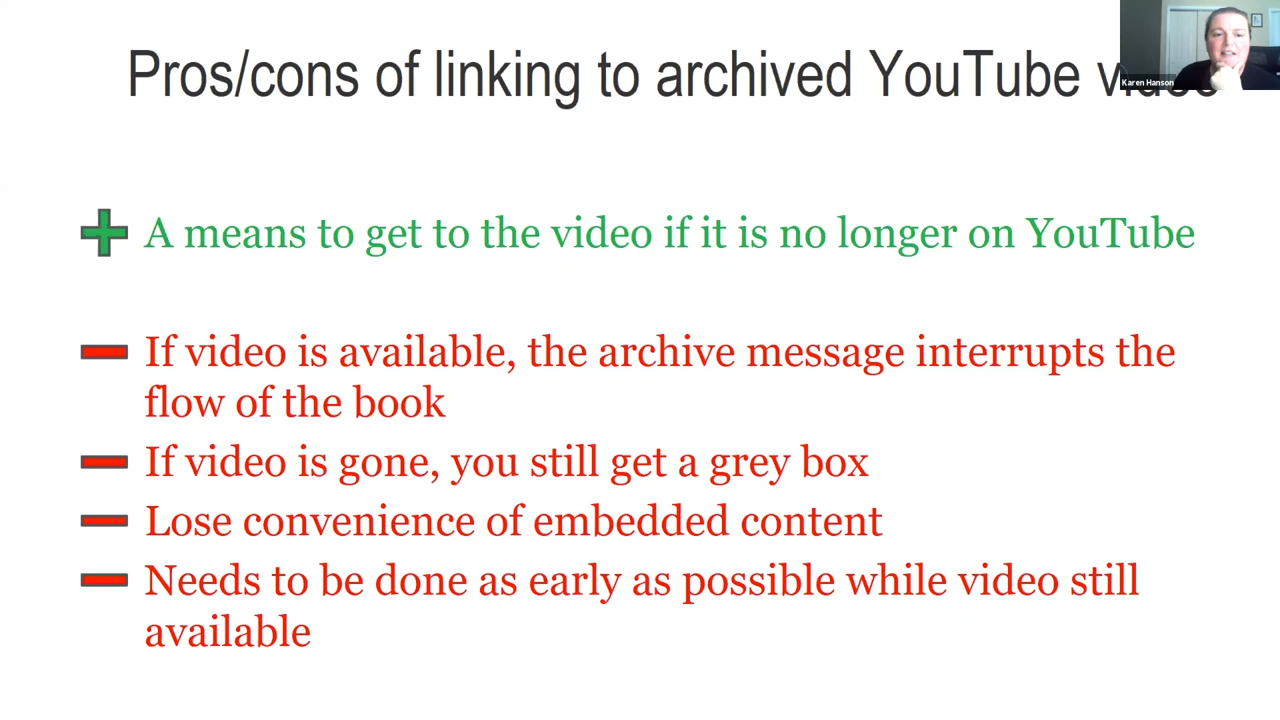 Pros/cons of linking to archived YouTube video
Karen Hanson
A means to get to the video if it is no longer on YouTube
If video is available, the archive message interrupts the
flow of the book
If video is gone, you still get a grey box
Lose convenience of embedded content
Needs to be done as early as possible while video still
available